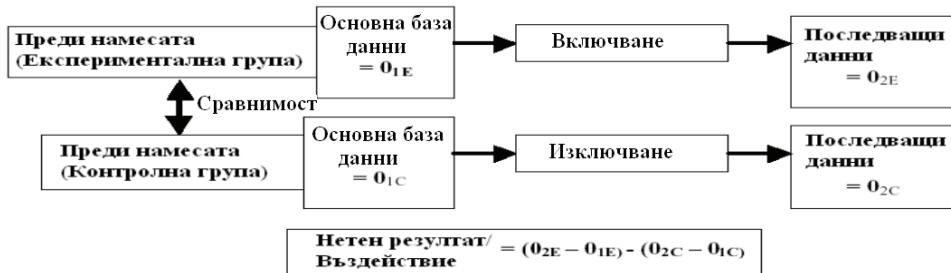 Преди намесата
(Експериментална група)
Основна база
данни
= 0₁E
Включване
Последващи
данни
= 0₂E
Сравнимост
Преди намесата
(Контролна група)
Основна база
данни
= 0₁C
Изключване
Последващи
данни
= 0₂C
Нетен резултат/
Въздействие = (0₂E – 0₁E) - (0₂C – 0₁C)